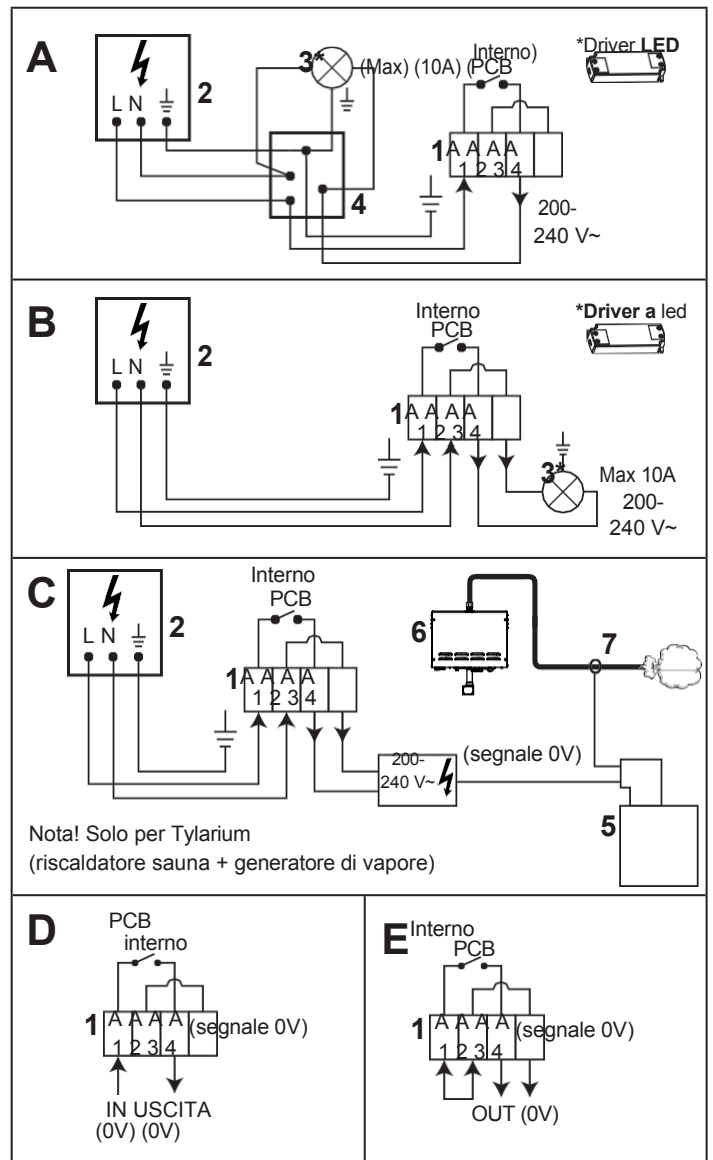 A
L N
2
3*
(Max) (10A) (
Interno)
PCB
*Driver LED
1
A A A A
1 2 3 4
4
200-
240 V~
B
L N
2
Interno
PCB
*Driver a led
1
A A A A
1 2 3 4
3*
Max 10A
200-
240 V~
C
L N
2
Interno
PCB
1
A A A A
1 2 3 4
6
7
200-
240 V~
(segnale 0V)
5
Nota! Solo per Tylarium
(riscaldatore sauna + generatore di vapore)
D
PCB
interno
1
A A A A
1 2 3 4
(segnale 0V)
IN USCITA
(0V) (0V)
E
Interno
PCB
1
A A A A
1 2 3 4
(segnale 0V)
OUT (0V)